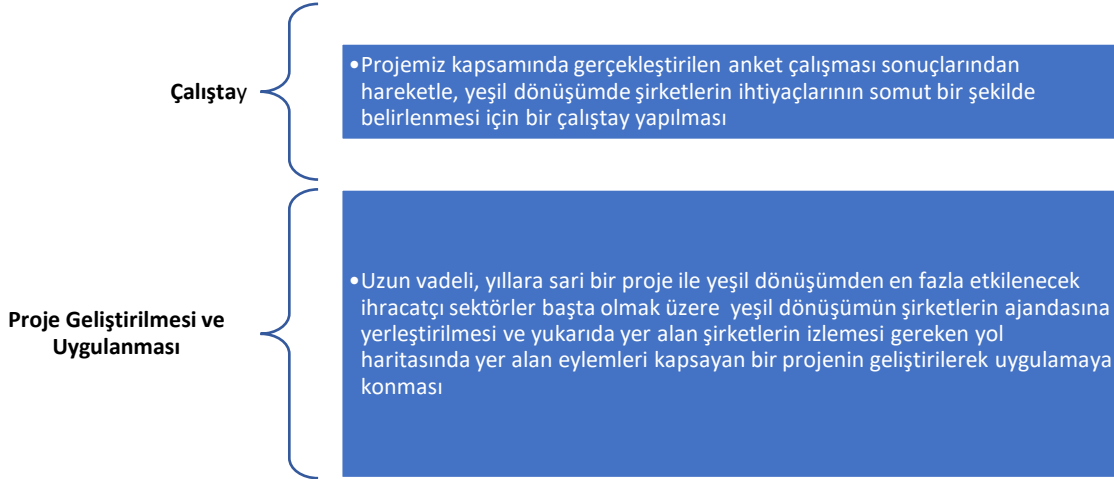 Çalıştay
•Projemiz kapsamında gerçekleştirilen anket çalışması sonuçlarından
hareketle, yeşil dönüşümde şirketlerin ihtiyaçlarının somut bir şekilde
belirlenmesi için bir çalıştay yapılması
Proje Geliştirilmesi ve
Uygulanması
•Uzun vadeli, yıllara sari bir proje ile yeşil dönüşümden en fazla etkilenecek
ihracatçı sektörler başta olmak üzere  yeşil dönüşümün şirketlerin ajandasına
yerleştirilmesi ve yukarıda yer alan şirketlerin izlemesi gereken yol
haritasında yer alan eylemleri kapsayan bir projenin geliştirilerek uygulamaya
konması